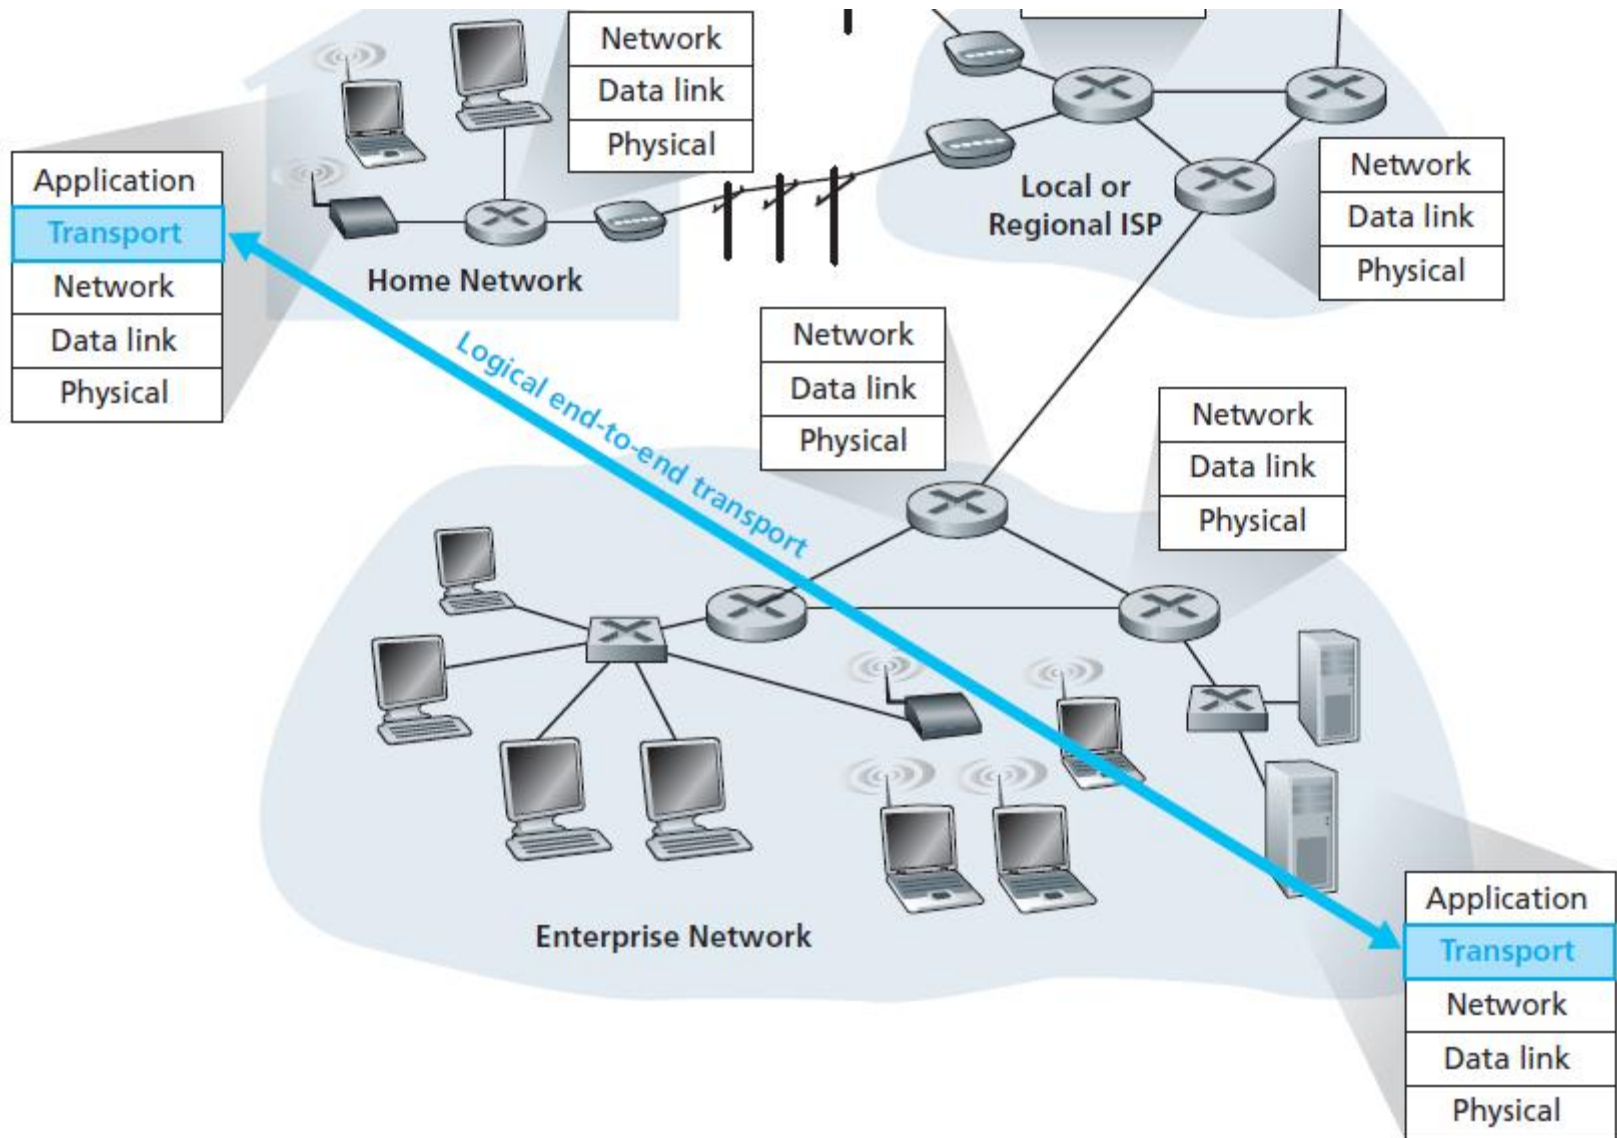 Network
Data link
Physical
Application
Transport
Network
Data link
Physical
Home Network
Local or
Regional ISP
Network
Data link
Physical
Network
Data link
Physical
Logical end-to-end transport
Network
Data link
Physical
Enterprise Network
Application
Transport
Network
Data link
Physical